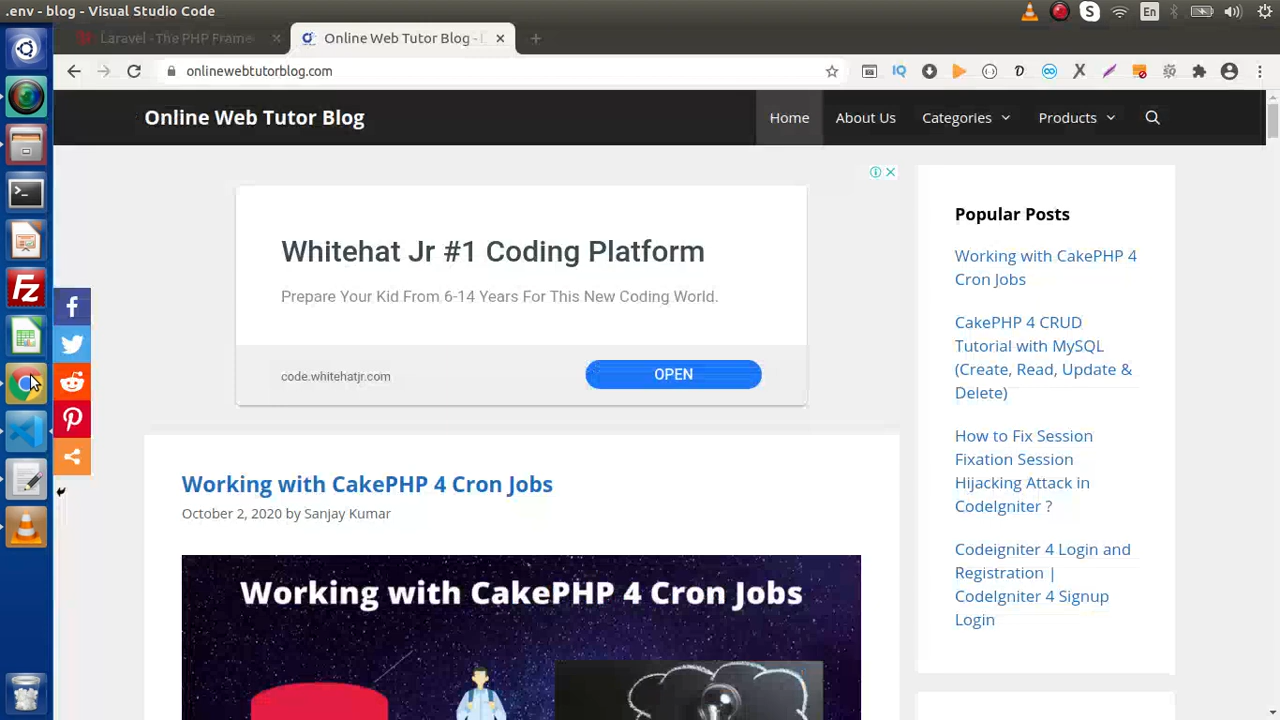 .env - blog - Visual Studio Code
En
Laravel - The PHP Frame
Online Web Tutor Blog -
onlinewebtutorblog.com
IQ
Online Web Tutor Blog
Home
About Us
Categories
Products
Whitehat Jr #1 Coding Platform
Prepare Your Kid From 6-14 Years For This New Coding World.
code.whitehatjr.com
OPEN
Working with CakePHP 4 Cron Jobs
October 2, 2020 by Sanjay Kumar
Working with CakePHP 4 Cron Jobs
Popular Posts
Working with CakePHP 4
Cron Jobs
CakePHP 4 CRUD
Tutorial with MySQL
(Create, Read, Update &
Delete)
How to Fix Session
Fixation Session
Hijacking Attack in
CodeIgniter ?
Codeigniter 4 Login and
Registration |
CodeIgniter 4 Signup
Login